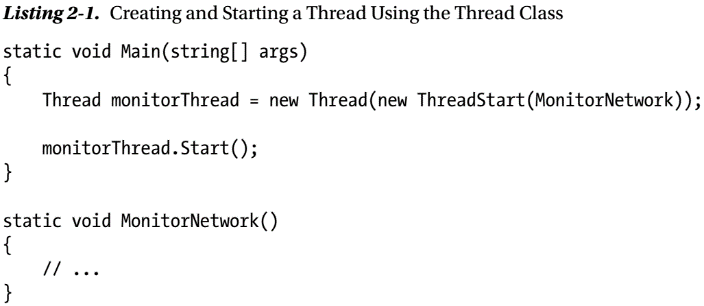 Listing 2-1. Creating and Starting a Thread Using the Thread Class
static void Main(string[] args)
{
    Thread monitorThread = new Thread(new ThreadStart(MonitorNetwork));
    monitorThread.Start();
}
static void MonitorNetwork()
{
    // ...
}